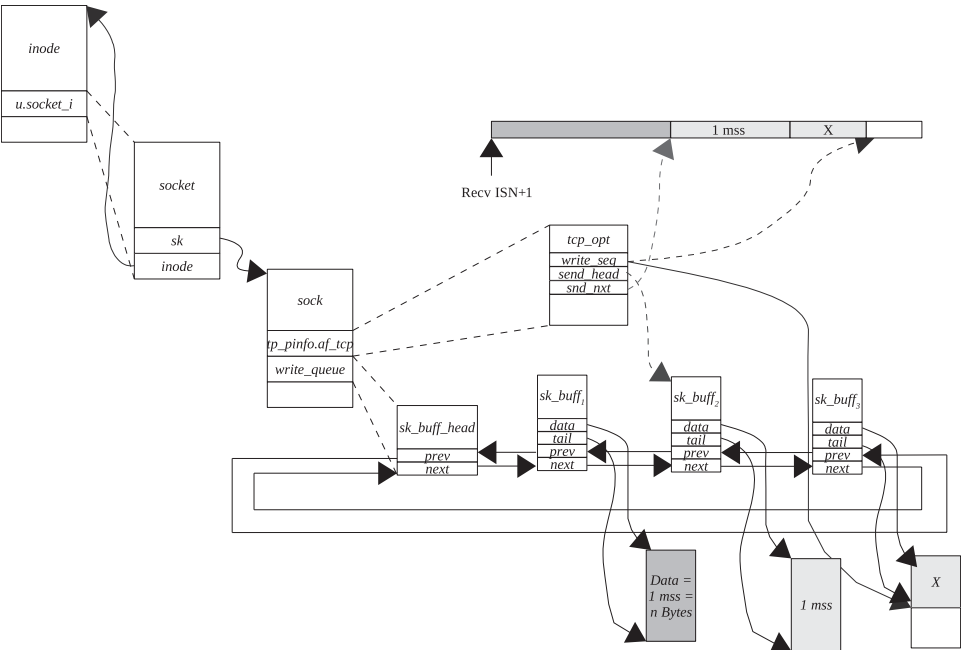 inode
u.socket_i
socket
sk
inode
1 mss
X
Recv ISN+1
tcp_opt
write_seq
send_head
snd_nxt
sock
tp_pinfo.af_tcp
write_queue
sk_buff_head
prev
next
sk_buff1
data
tail
prev
next
sk_buff2
data
tail
prev
next
sk_buff3
data
tail
prev
next
Data =
1 mss =
n Bytes
1 mss
X